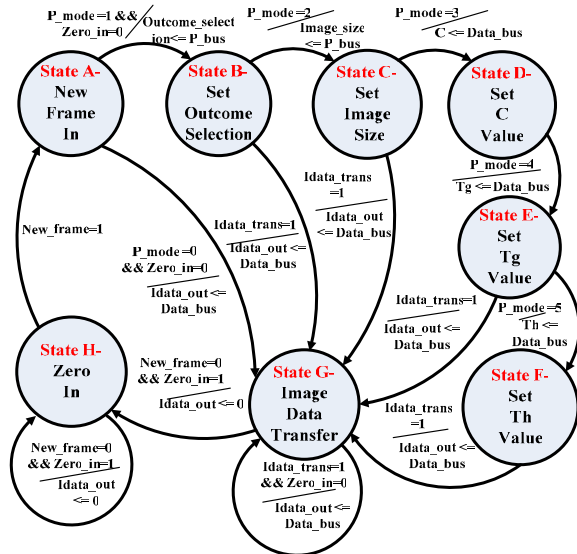 P_mode=1 &&
Zero_in=0
Outcome_select
ion<= P_bus
P_mode=2
Image_size
<= P_bus
P_mode=3
C <= Data_bus
State A-
New
Frame
In
State B-
Set
Outcome
Selection
State C-
Set
Image
Size
State D-
Set
C
Value
P_mode=4
Tg <= Data_bus
Idata_trans
=1
Idata_out
<= Data_bus
Idata_trans=1
Idata_out <=
Data_bus
New_frame=1
P_mode=0
&& Zero_in=0
Idata_out <=
Data_bus
State E-
Set
Tg
Value
Idata_trans=1
Idata_out <=
Data_bus
P_mode=5
Th <=
Data_bus
State H-
Zero
In
New_frame=0
&& Zero_in=1
Idata_out <= 0
State G-
Image
Data
Transfer
State F-
Set
Th
Value
Idata_trans
=1
Idata_out <=
Data_bus
New_frame=0
&& Zero_in=1
Idata_out
<= 0
Idata_trans=1
&& Zero_in=0
Idata_out <=
Data_bus